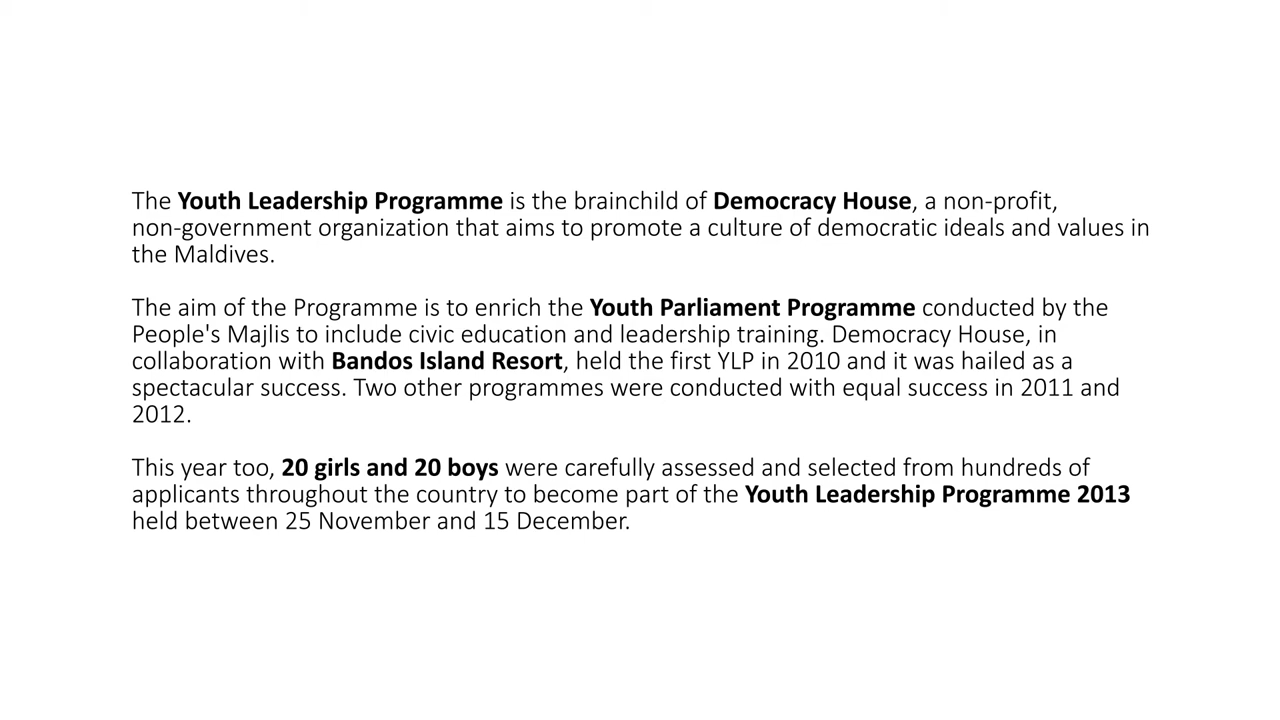 The Youth Leadership Programme is the brainchild of Democracy House, a non-profit,
non-government organization that aims to promote a culture of democratic ideals and values in
the Maldives.
The aim of the Programme is to enrich the Youth Parliament Programme conducted by the
People's Majlis to include civic education and leadership training. Democracy House, in
collaboration with Bandos Island Resort, held the first YLP in 2010 and it was hailed as a
spectacular success. Two other programmes were conducted with equal success in 2011 and
2012.
This year too, 20 girls and 20 boys were carefully assessed and selected from hundreds of
applicants throughout the country to become part of the Youth Leadership Programme 2013
held between 25 November and 15 December.